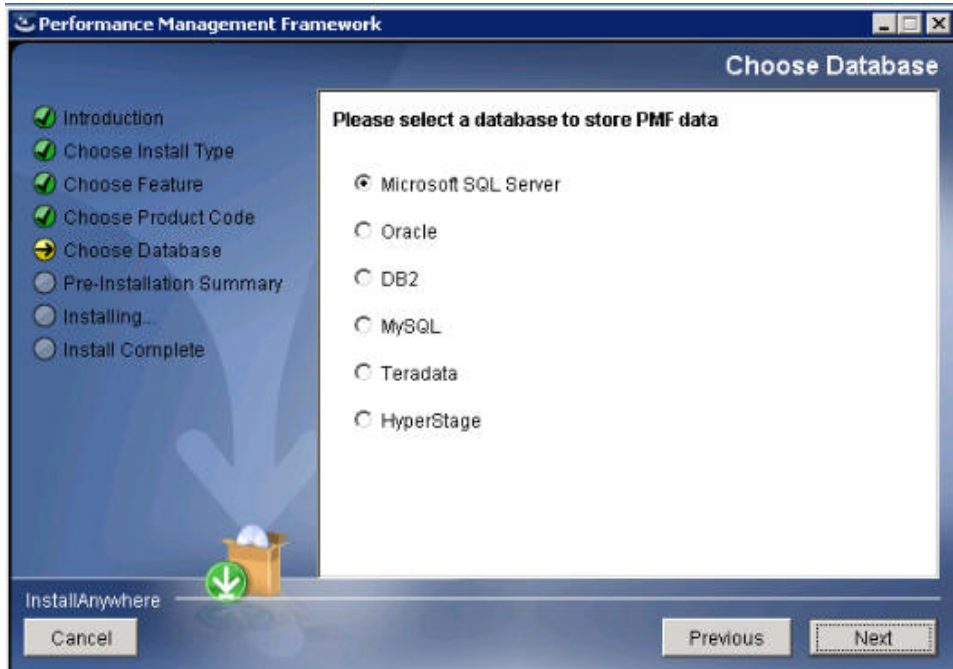 Performance Management Framework
Choose Database
Introduction
Choose Install Type
Choose Feature
Choose Product Code
Choose Database
Pre-Installation Summary
Installing...
Install Complete
Please select a database to store PMF data
Microsoft SQL Server
Oracle
DB2
MySQL
Teradata
HyperStage
InstallAnywhere
Cancel
Previous
Next